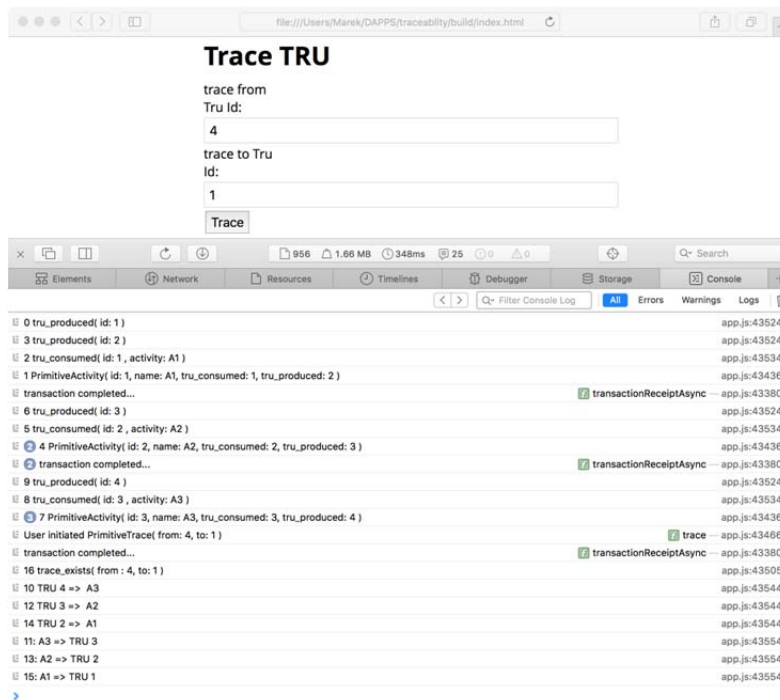 file:///Users/Marek/DAPPS/traceablity/build/index.html
Trace TRU
trace from
Tru Id:
4
trace to Tru
Id:
1
Trace
956 1.66 MB 348ms 25 0 0 Search
Elements Network Resources Timelines Debugger Storage Console
Filter Console Log All Errors Warnings Logs
0 tru_produced( id: 1 ) app.js:43524
3 tru_produced( id: 2 ) app.js:43524
2 tru_consumed( id: 1 , activity: A1 ) app.js:43534
1 PrimitiveActivity( id: 1, name: A1, tru_consumed: 1, tru_produced: 2 ) app.js:43436
transaction completed... f transactionReceiptAsync — app.js:43380
6 tru_produced( id: 3 ) app.js:43524
5 tru_consumed( id: 2 , activity: A2 ) app.js:43534
2 4 PrimitiveActivity( id: 2, name: A2, tru_consumed: 2, tru_produced: 3 ) app.js:43436
2 transaction completed... f transactionReceiptAsync — app.js:43380
9 tru_produced( id: 4 ) app.js:43524
8 tru_consumed( id: 3 , activity: A3 ) app.js:43534
3 7 PrimitiveActivity( id: 3, name: A3, tru_consumed: 3, tru_produced: 4 ) app.js:43436
User initiated PrimitiveTrace( from: 4, to: 1 ) f trace — app.js:43466
transaction completed... f transactionReceiptAsync — app.js:43380
16 trace_exists( from : 4, to: 1 ) app.js:43505
10 TRU 4 => A3 app.js:43544
12 TRU 3 => A2 app.js:43544
14 TRU 2 => A1 app.js:43544
11: A3 => TRU 3 app.js:43554
13: A2 => TRU 2 app.js:43554
15: A1 => TRU 1 app.js:43554